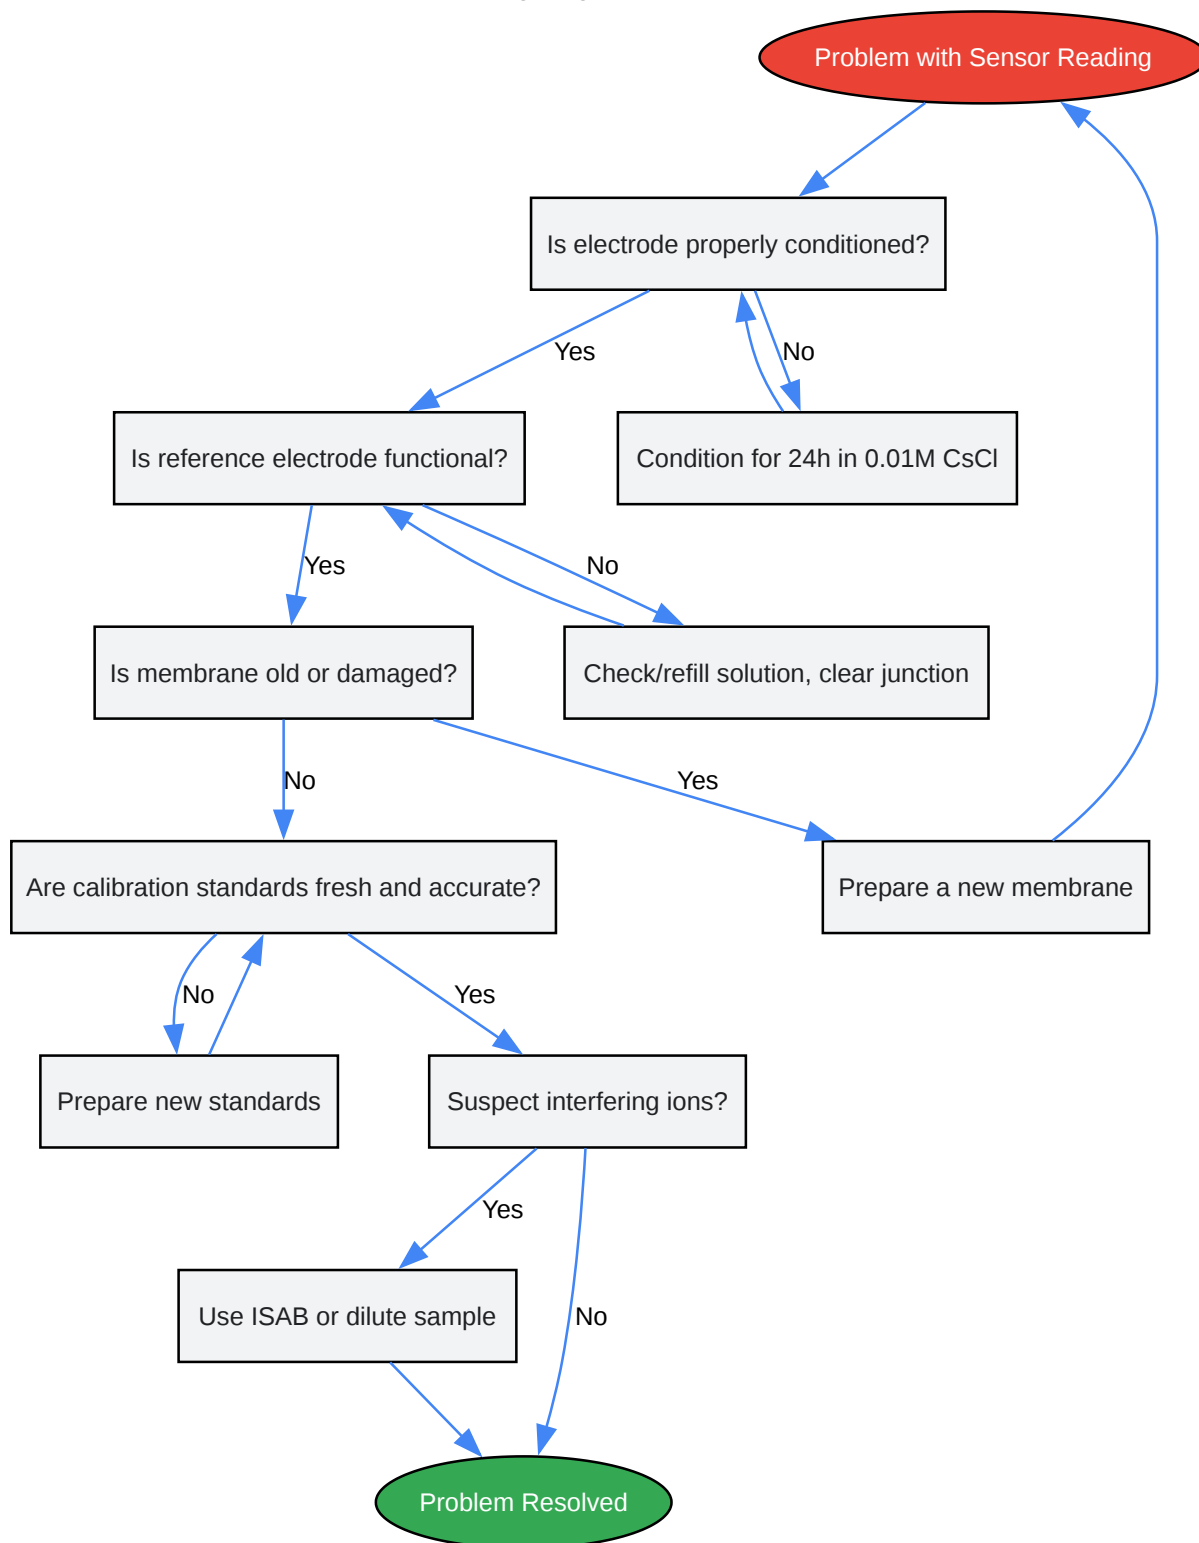 Problem with Sensor Reading
Is electrode properly conditioned?
Yes
No
Is reference electrode functional?
Condition for 24h in 0.01M CsCl
Yes
No
Is membrane old or damaged?
Check/refill solution, clear junction
No
Yes
Are calibration standards fresh and accurate?
Prepare a new membrane
No
Yes
Prepare new standards
Suspect interfering ions?
Yes
Use ISAB or dilute sample
No
Problem Resolved